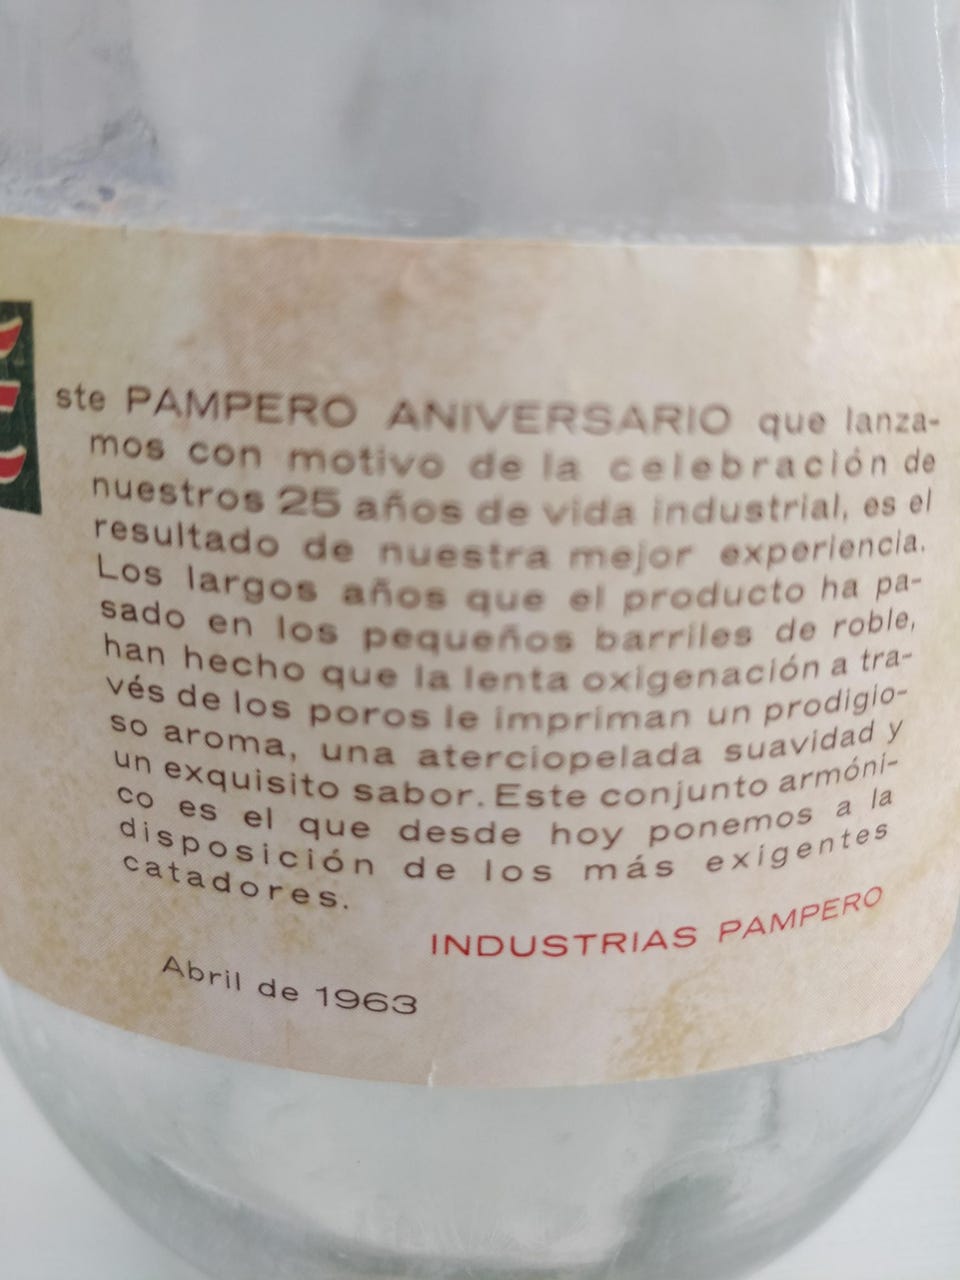 Este PAMPERO ANIVERSARIO que lanza-
mos con motivo de la celebración de
nuestros 25 años de vida industrial, es el
resultado de nuestra mejor experiencia.
Los largos años que el producto ha pa-
sado en los pequeños barriles de roble,
han hecho que la lenta oxigenación a tra-
vés de los poros le impriman un prodigio-
so aroma, una aterciopelada suavidad y
un exquisito sabor. Este conjunto armóni-
co es el que desde hoy ponemos a la
disposición de los más exigentes
catadores.
INDUSTRIAS PAMPERO
Abril de 1963